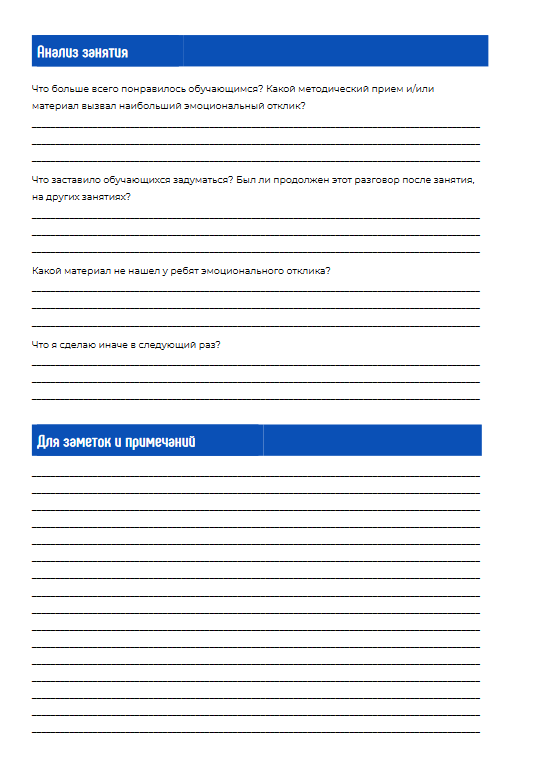 Анализ занятия
Что больше всего понравилось обучающимся? Какой методический прием и/или
материал вызвал наибольший эмоциональный отклик?
Что заставило обучающихся задуматься? Был ли продолжен этот разговор после занятия,
на других занятиях?
Какой материал не нашел у ребят эмоционального отклика?
Что я сделаю иначе в следующий раз?
Для заметок и примечаний